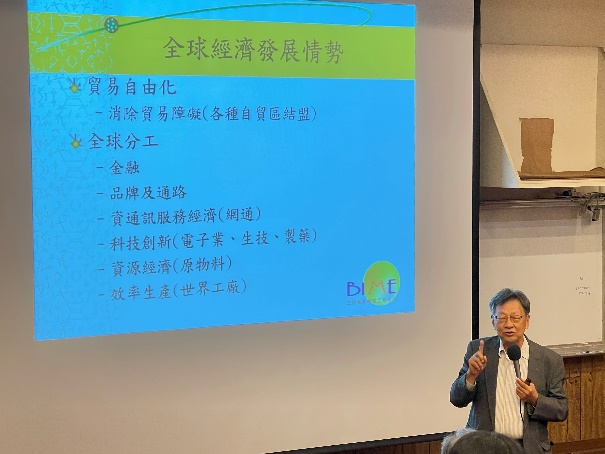 全球經濟發展情勢
貿易自由化
- 消除貿易障礙(各種自貿區結盟)
全球分工
- 金融
- 品牌及通路
- 資通訊服務經濟(網通)
- 科技創新(電子業、生技、製藥)
- 資源經濟(原物料)
- 效率生產(世界工廠)
BIME